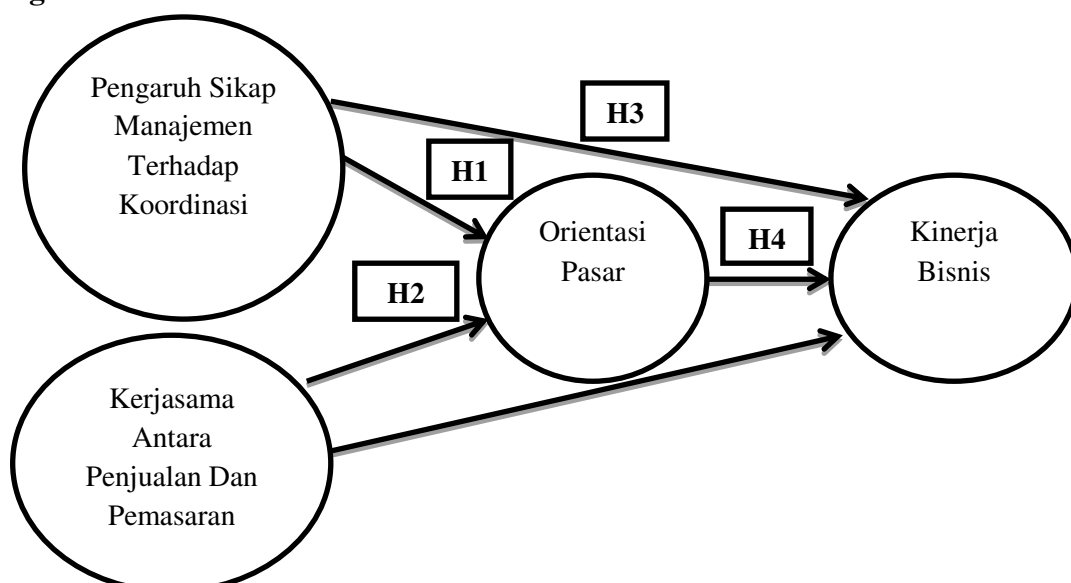 Pengaruh Sikap
Manajemen
Terhadap
Koordinasi
H3
H1
Orientasi
Pasar
H4
Kinerja
Bisnis
H2
Kerjasama
Antara
Penjualan Dan
Pemasaran